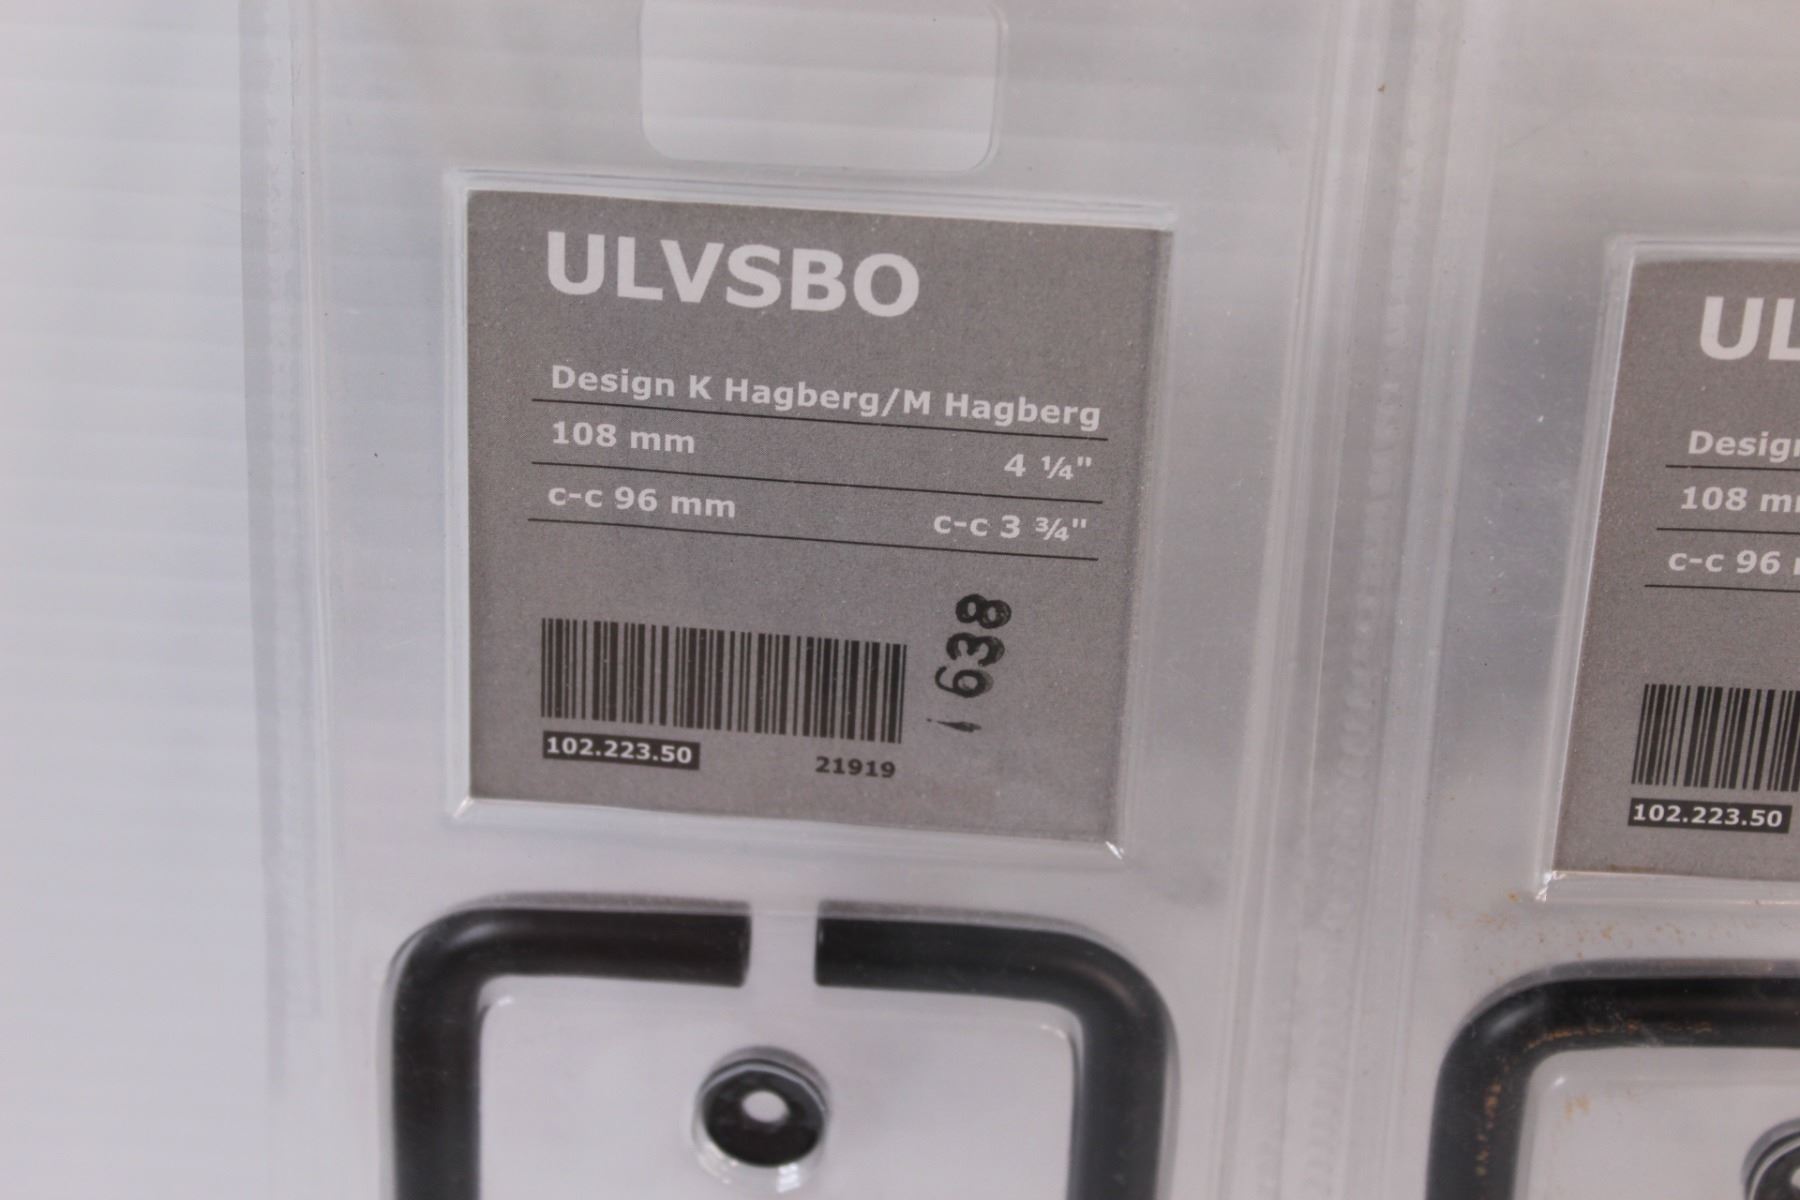 ULVSBO
Design K Hagberg/M Hagberg
108 mm 4 ¼"
c-c 96 mm c-c 3 ¾"
1638
102.223.50 21919
UL
Design
108 mm
c-c 96
102.223.50